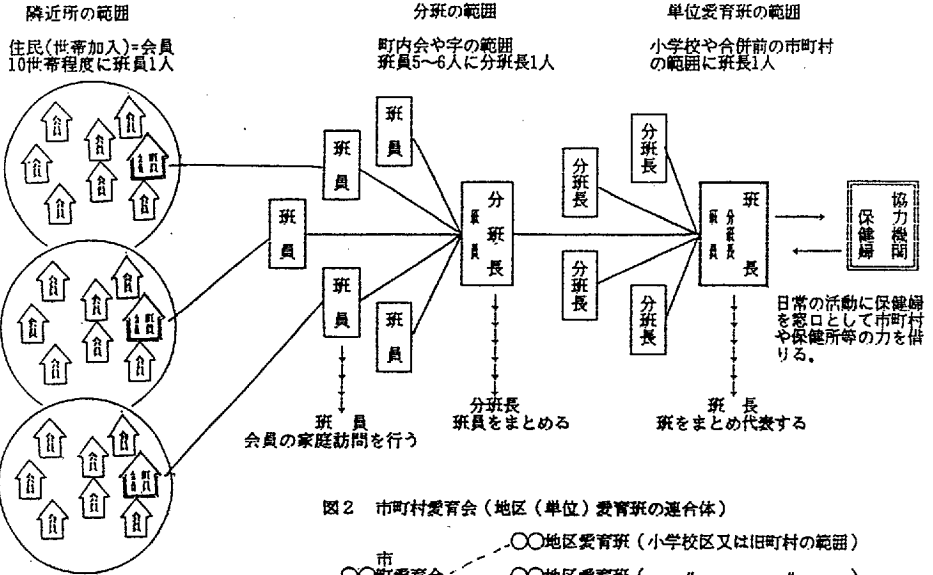 隣近所の範囲
住民(世帯加入)=会員
10世帯程度に班員1人
分班の範囲
町内会や字の範囲
班員5~6人に分班長1人
単位愛育班の範囲
小学校や合併前の市町村
の範囲に班長1人
班員
班員
班員
班員
班員
分班長
班員
分班長
分班長
分班長
分班長
班長
分班長
班員
協力機関
保健婦
日常の活動に保健婦
を窓口として市町村
や保健所等の力を借
りる。
班 員
会員の家庭訪問を行う
分班長
班員をまとめる
班 長
班をまとめ代表する
図2 市町村愛育会(地区(単位)愛育班の連合体)
○○地区愛育班(小学校区又は旧町村の範囲)
市
○○町愛育会
○○地区愛育班( 〃 〃 )